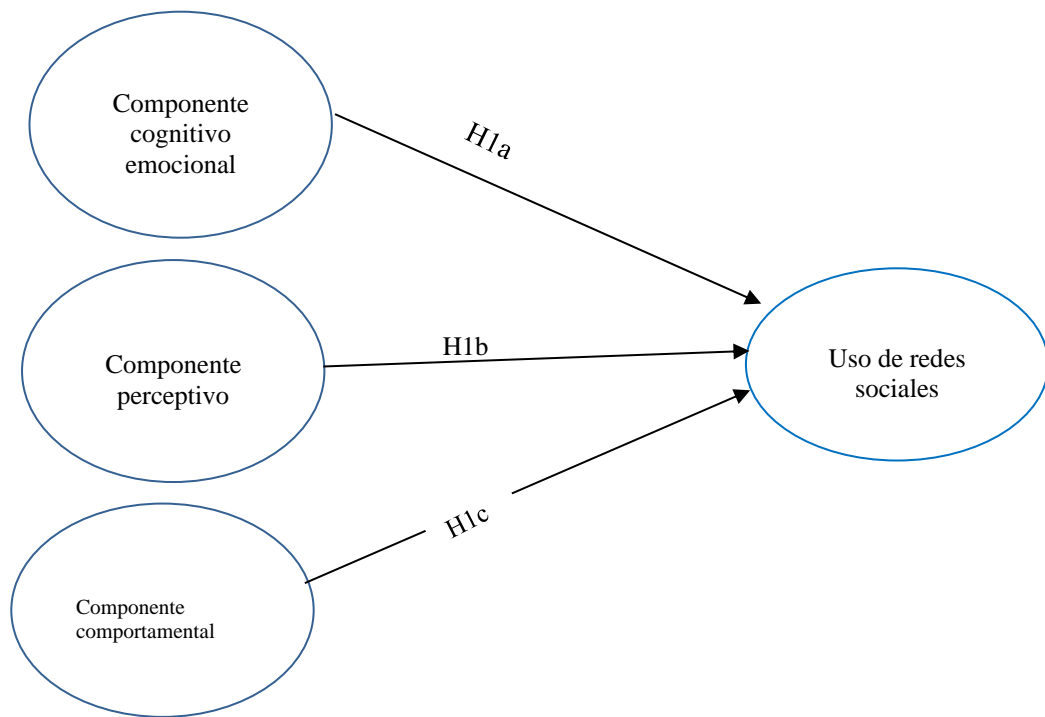 Componente
cognitivo
emocional
H1a
Componente
perceptivo
H1b
Uso de redes
sociales
Componente
comportamental
H1c